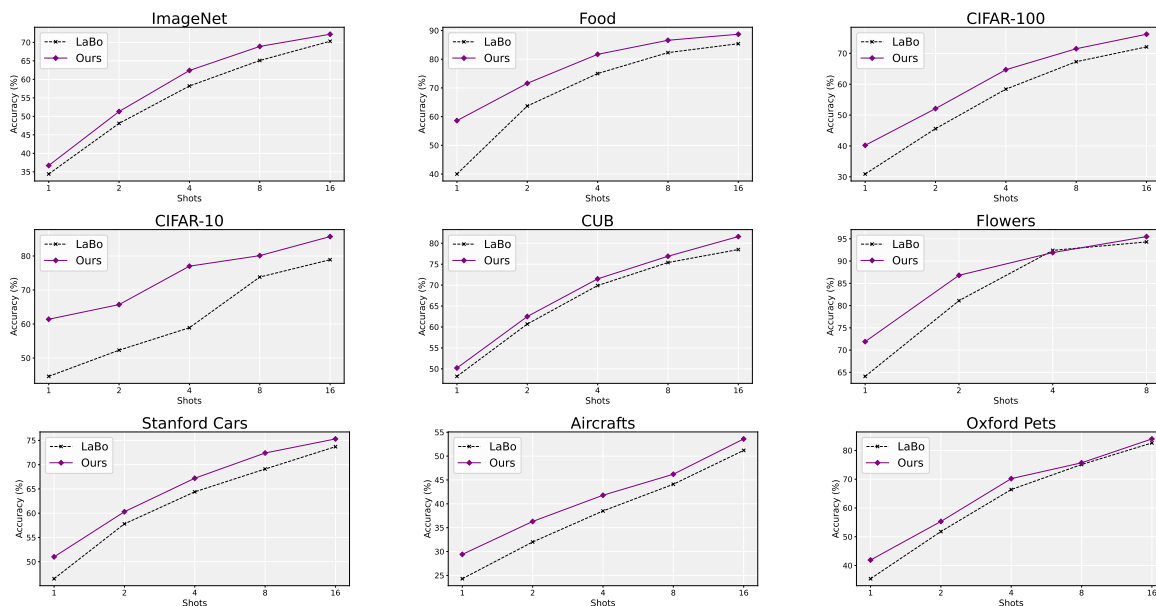 ImageNet
LaBo
Ours
Accuracy (%)
70
65
60
55
50
45
40
35
1 2 4 8 16
Shots
Food
LaBo
Ours
Accuracy (%)
90
80
70
60
50
40
1 2 4 8 16
Shots
CIFAR-100
LaBo
Ours
Accuracy (%)
70
60
50
40
30
1 2 4 8 16
Shots
CIFAR-10
LaBo
Ours
Accuracy (%)
80
70
60
50
1 2 4 8 16
Shots
CUB
LaBo
Ours
Accuracy (%)
80
75
70
65
60
55
50
1 2 4 8 16
Shots
Flowers
LaBo
Ours
Accuracy (%)
95
90
85
80
75
70
65
1 2 4 8
Shots
Stanford Cars
LaBo
Ours
Accuracy (%)
75
70
65
60
55
50
1 2 4 8 16
Shots
Aircrafts
LaBo
Ours
Accuracy (%)
55
50
45
40
35
30
25
1 2 4 8 16
Shots
Oxford Pets
LaBo
Ours
Accuracy (%)
80
70
60
50
40
1 2 4 8 16
Shots